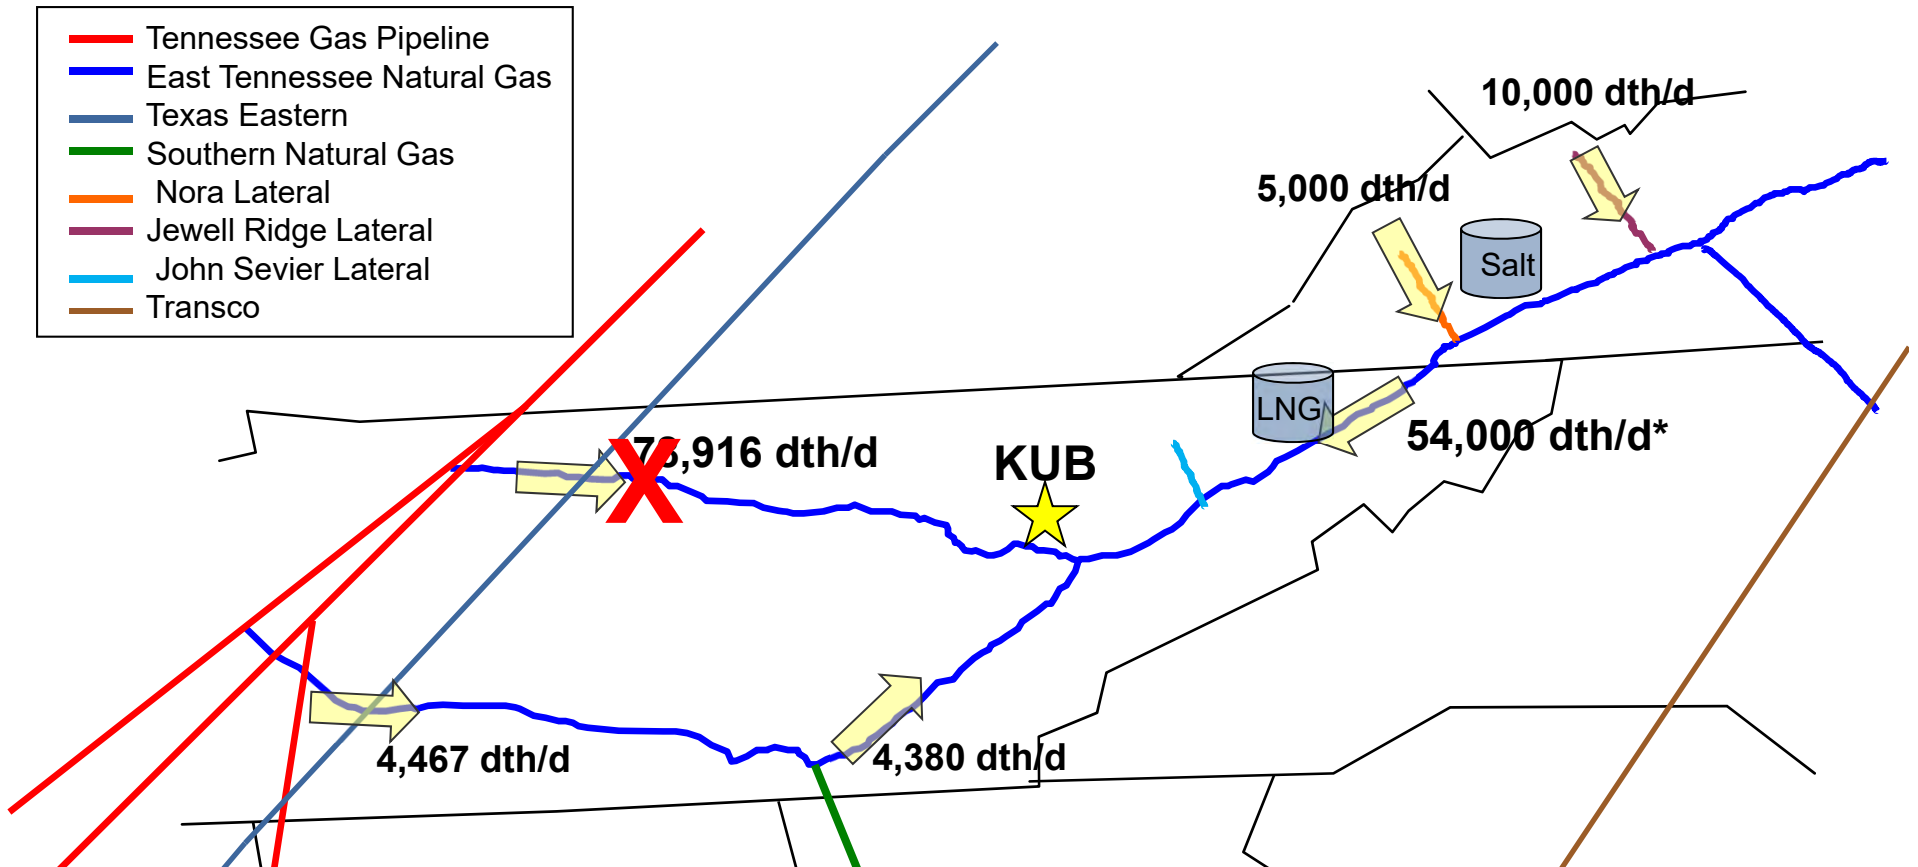 Tennessee Gas Pipeline
East Tennessee Natural Gas
Texas Eastern
Southern Natural Gas
Nora Lateral
Jewell Ridge Lateral
John Sevier Lateral
Transco
10,000 dth/d
5,000 dth/d
Salt
LNG
54,000 dth/d*
X
dth/d
KUB
4,467 dth/d
4,380 dth/d